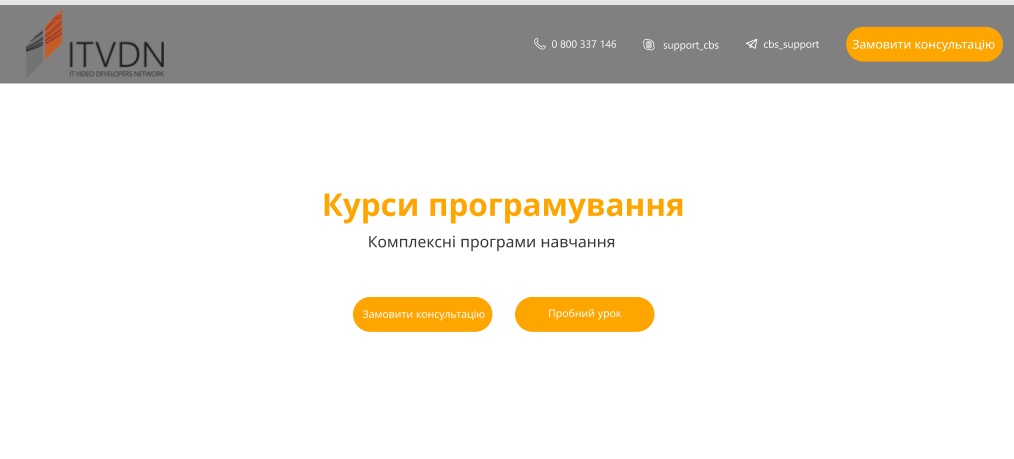 ITVDN
IT VIDEO DEVELOPERS NETWORK
0 800 337 146
support_cbs
cbs_support
Замовити консультацію
Курси програмування
Комплексні програми навчання
Замовити консультацію
Пробний урок